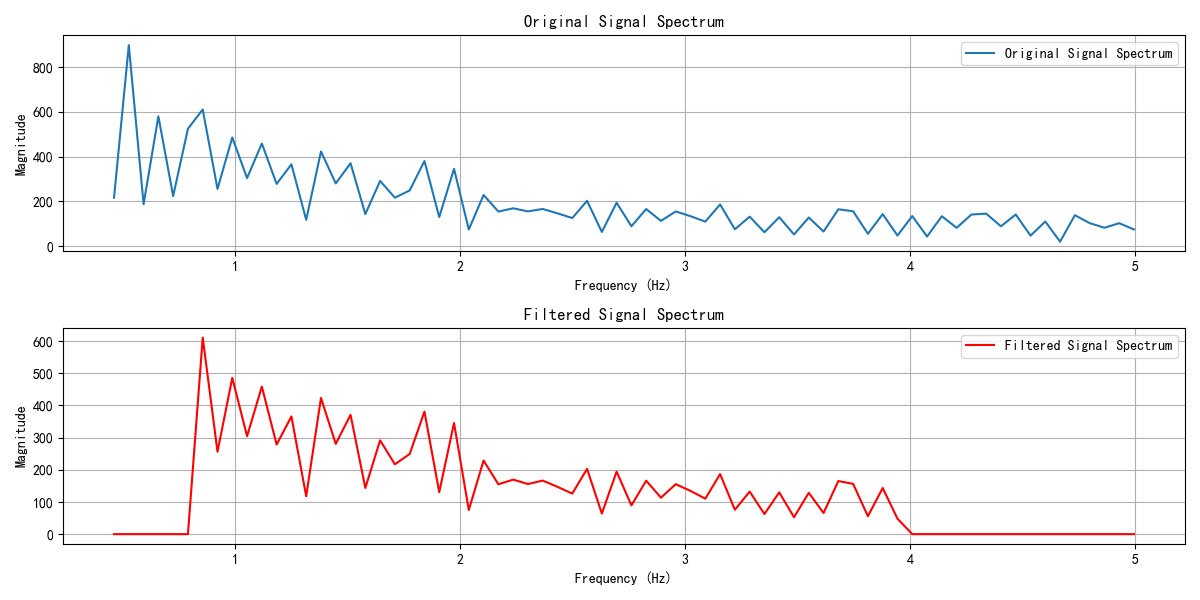 Original Signal Spectrum
Original Signal Spectrum
Magnitude
800
600
400
200
0
1 2 3 4 5
Frequency (Hz)
Filtered Signal Spectrum
Filtered Signal Spectrum
Magnitude
600
500
400
300
200
100
0
1 2 3 4 5
Frequency (Hz)